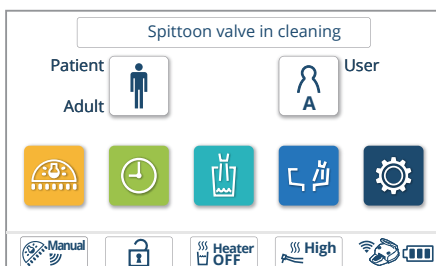 Spittoon valve in cleaning
Patient
User
Adult
A
Manual
Heater
OFF
High